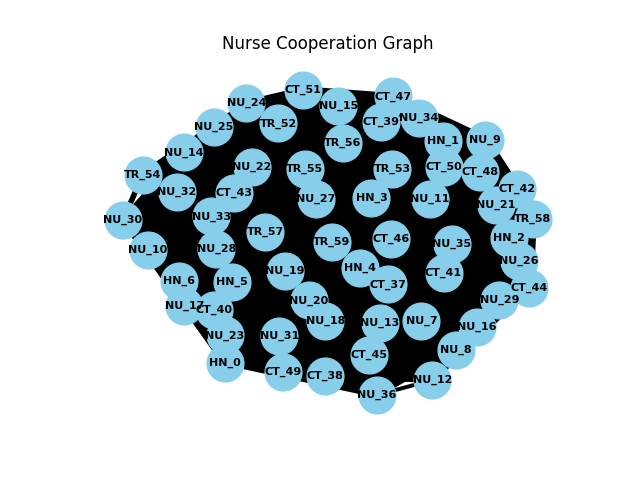 Nurse Cooperation Graph
CT_51
CT_47
NU_24
NU_15
NU_34
CT_39
TR_52
NU_25
NU_9
HN_1
TR_56
NU_14
CT_50
NU_22
TR_55
TR_53
CT_48
TR_54
CT_42
NU_32
CT_43
NU_27
HN_3
NU_11
NU_21
NU_30
NU_33
TR_58
TR_57
HN_2
CT_46
TR_59
NU_35
NU_10
NU_28
NU_26
HN_4
NU_19
CT_41
HN_6
HN_5
CT_37
CT_44
NU_20
NU_29
NU_17
CT_40
NU_18
NU_13
NU_7
NU_16
NU_23
NU_31
NU_8
CT_45
HN_0
CT_49
CT_38
NU_12
NU_36